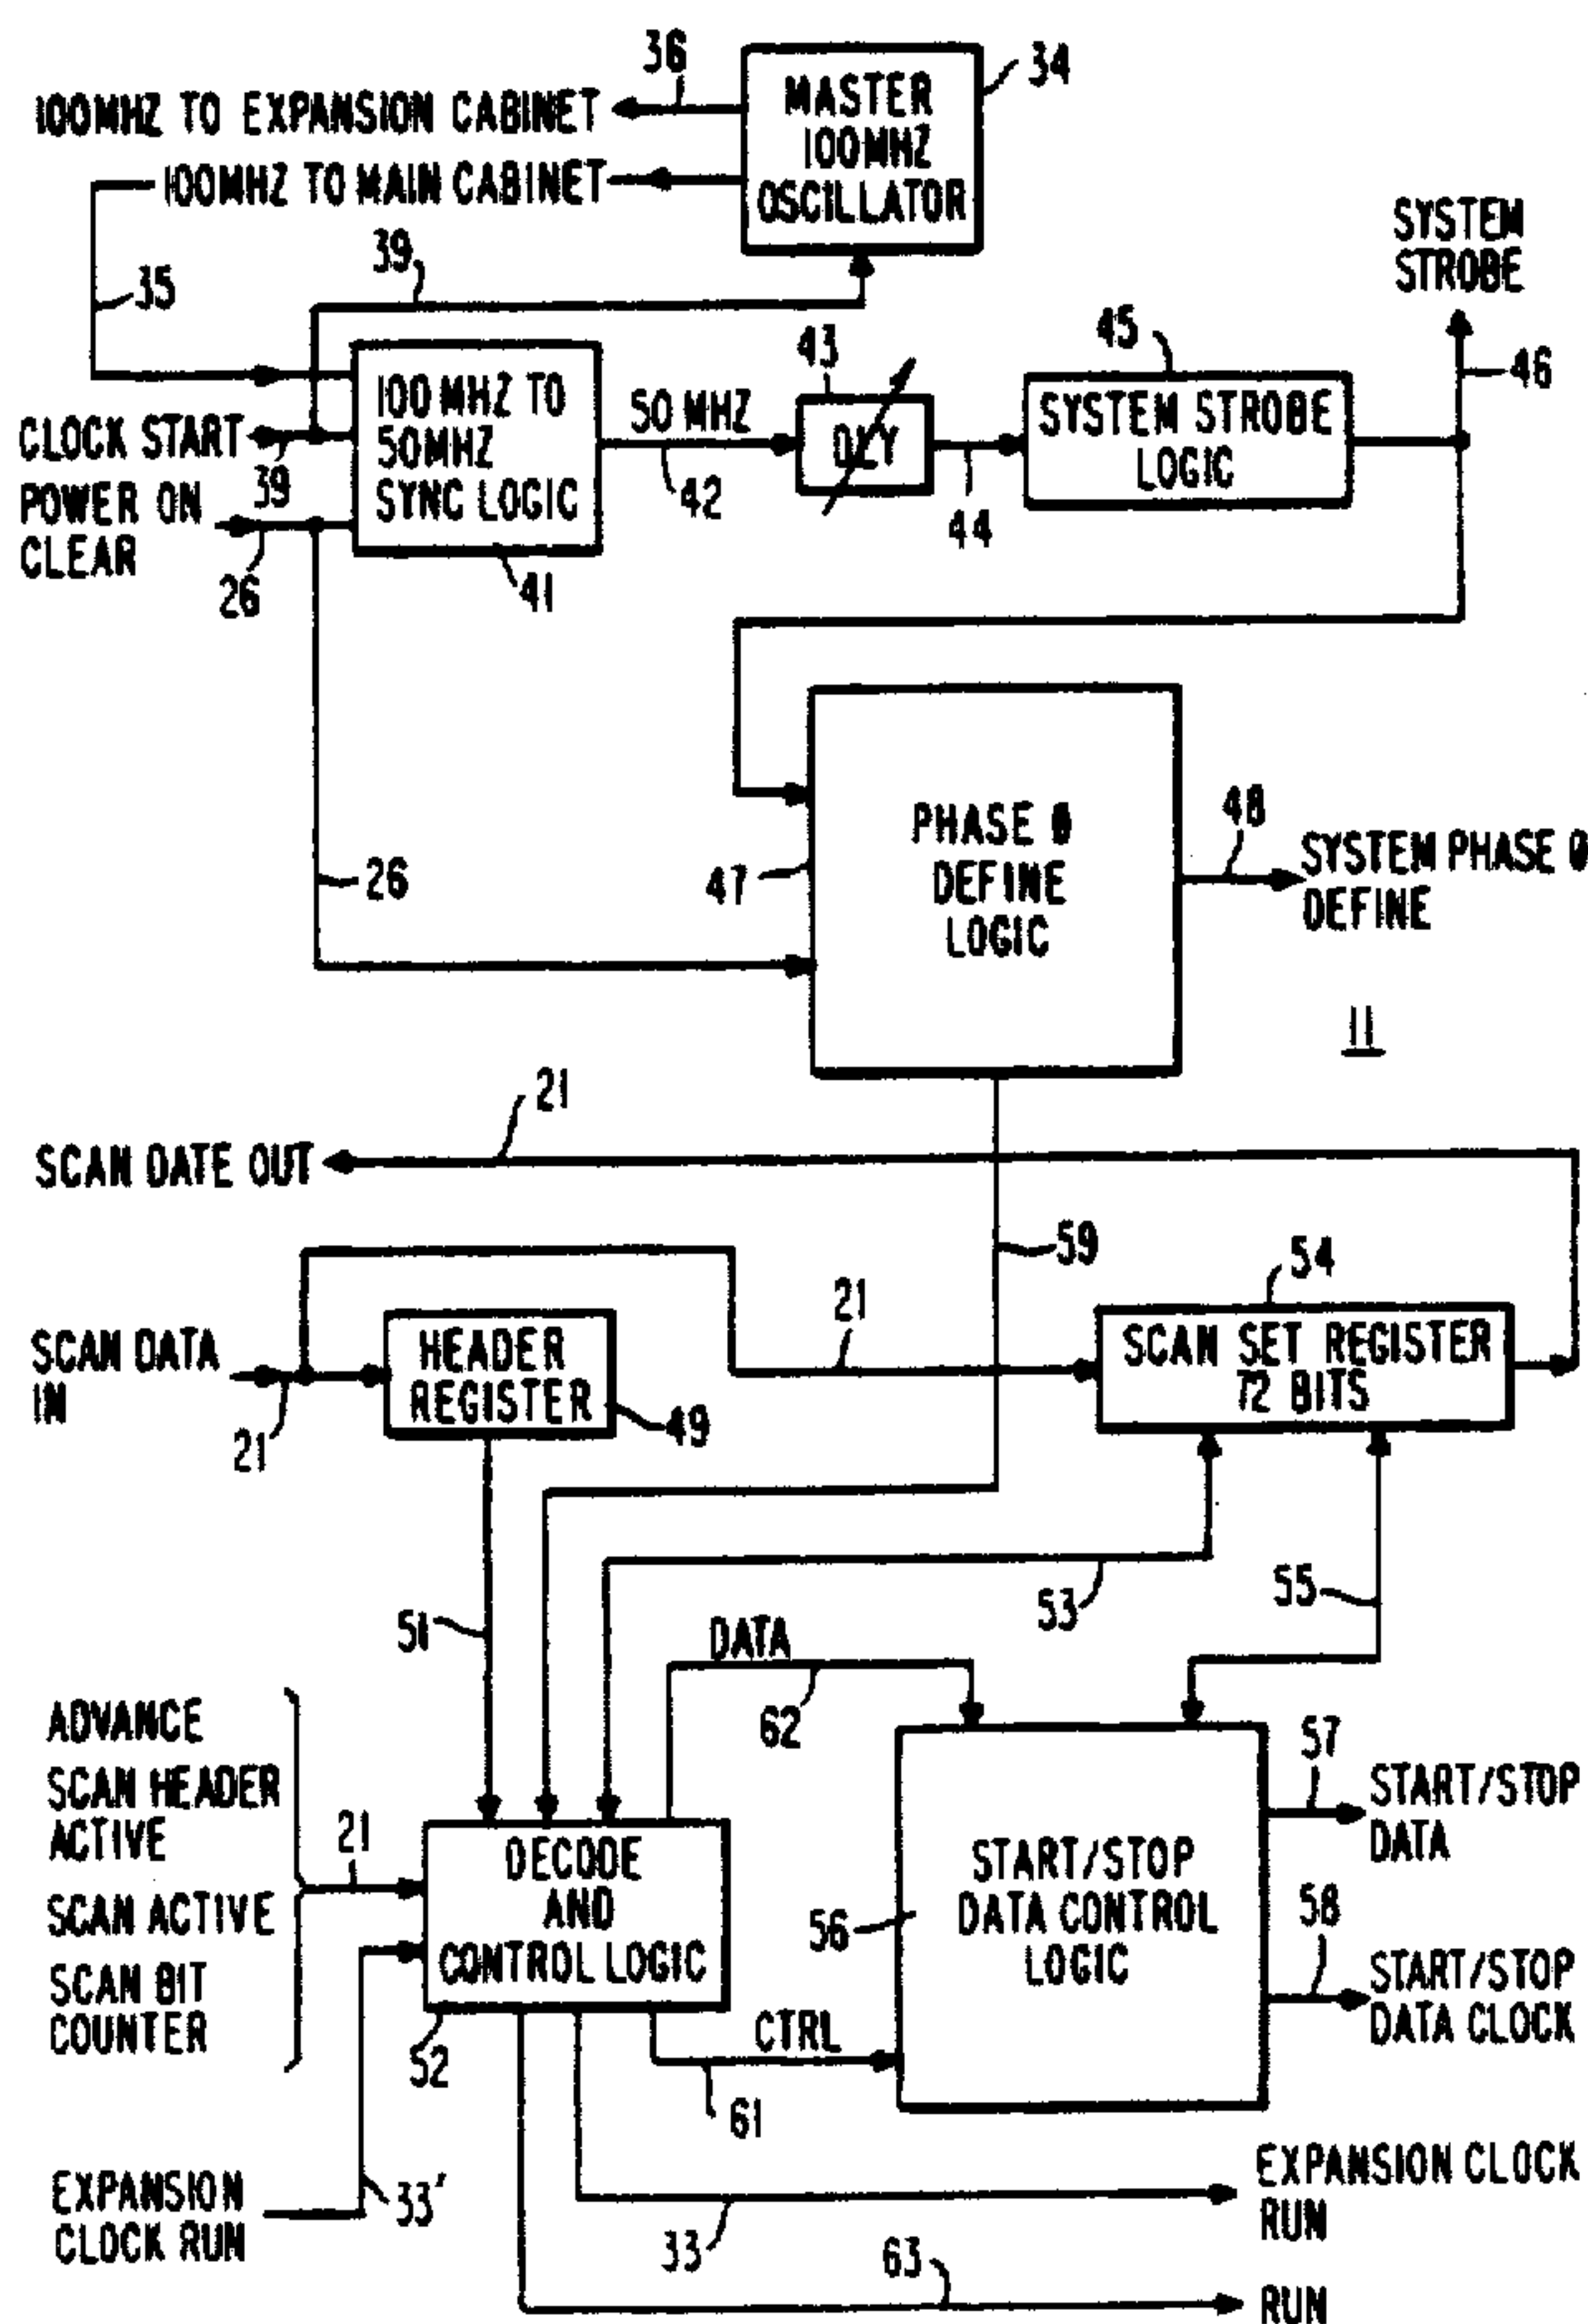 36
34
MASTER
100MHZ
OSCILLATOR
100MHZ TO EXPANSION CABINET
100MHZ TO MAIN CABINET
SYSTEM
STROBE
39
35
43
45
46
100 MHZ TO
50MHZ
SYNC LOGIC
50 MHZ
DLY
SYSTEM STROBE
LOGIC
CLOCK START
39
42
44
POWER ON
CLEAR
26
41
PHASE 0
DEFINE
LOGIC
48
47
26
SYSTEM PHASE 0
DEFINE
11
21
SCAN DATE OUT
59
54
21
SCAN DATA
IN
HEADER
REGISTER
SCAN SET REGISTER
72 BITS
49
21
55
53
51
DATA
62
57
ADVANCE
SCAN HEADER
ACTIVE
SCAN ACTIVE
SCAN BIT
COUNTER
21
DECODE
AND
CONTROL LOGIC
56
START/STOP
DATA CONTROL
LOGIC
START/STOP
DATA
58
START/STOP
DATA CLOCK
52
CTRL
61
EXPANSION
CLOCK RUN
33'
33
EXPANSION CLOCK
RUN
63
RUN